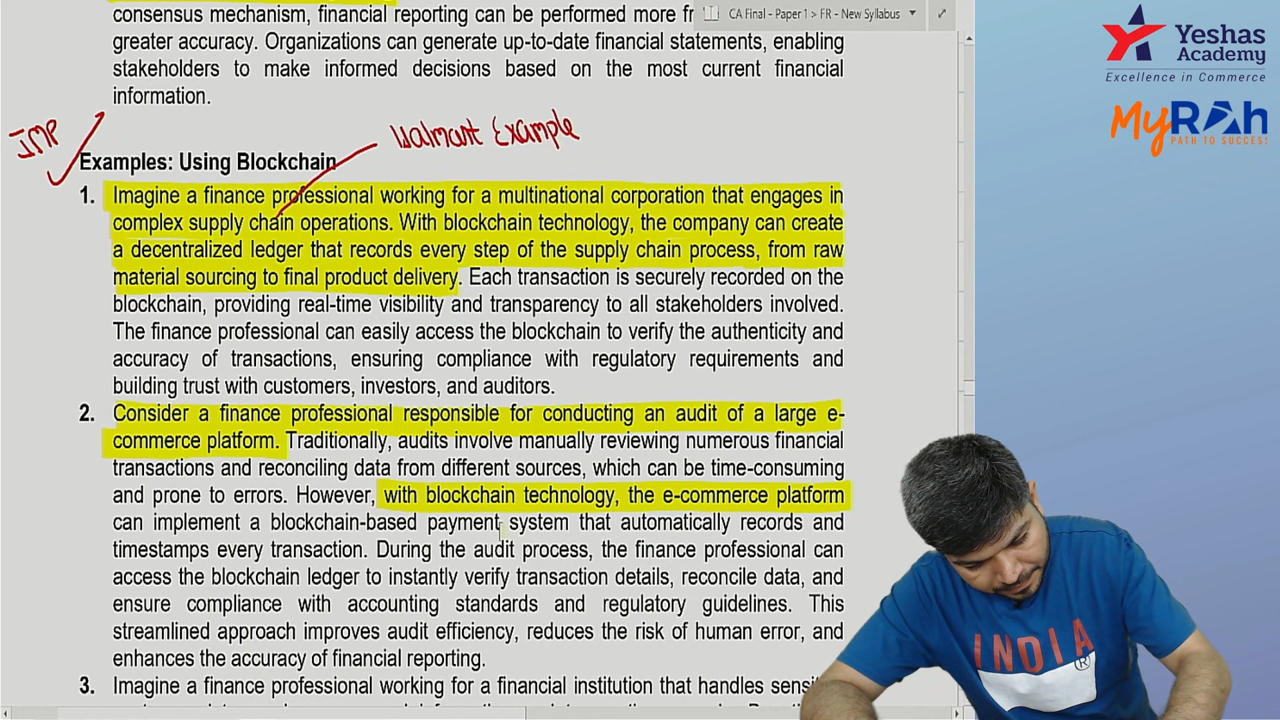 consensus mechanism, financial reporting can be performed more fr
greater accuracy. Organizations can generate up-to-date financial statements, enabling
stakeholders to make informed decisions based on the most current financial
information.
CA Final - Paper 1 > FR - New Syllabus
Yeshas
Academy
Excellence in Commerce
MyRAh
PATH TO SUCCESS
IMP
Walmart Example
Examples: Using Blockchain
1. Imagine a finance professional working for a multinational corporation that engages in
complex supply chain operations. With blockchain technology, the company can create
a decentralized ledger that records every step of the supply chain process, from raw
material sourcing to final product delivery. Each transaction is securely recorded on the
blockchain, providing real-time visibility and transparency to all stakeholders involved.
The finance professional can easily access the blockchain to verify the authenticity and
accuracy of transactions, ensuring compliance with regulatory requirements and
building trust with customers, investors, and auditors.
2. Consider a finance professional responsible for conducting an audit of a large e-
commerce platform. Traditionally, audits involve manually reviewing numerous financial
transactions and reconciling data from different sources, which can be time-consuming
and prone to errors. However, with blockchain technology, the e-commerce platform
can implement a blockchain-based payment system that automatically records and
timestamps every transaction. During the audit process, the finance professional can
access the blockchain ledger to instantly verify transaction details, reconcile data, and
ensure compliance with accounting standards and regulatory guidelines. This
streamlined approach improves audit efficiency, reduces the risk of human error, and
enhances the accuracy of financial reporting.
3. Imagine a finance professional working for a financial institution that handles sensit
INDIA
®